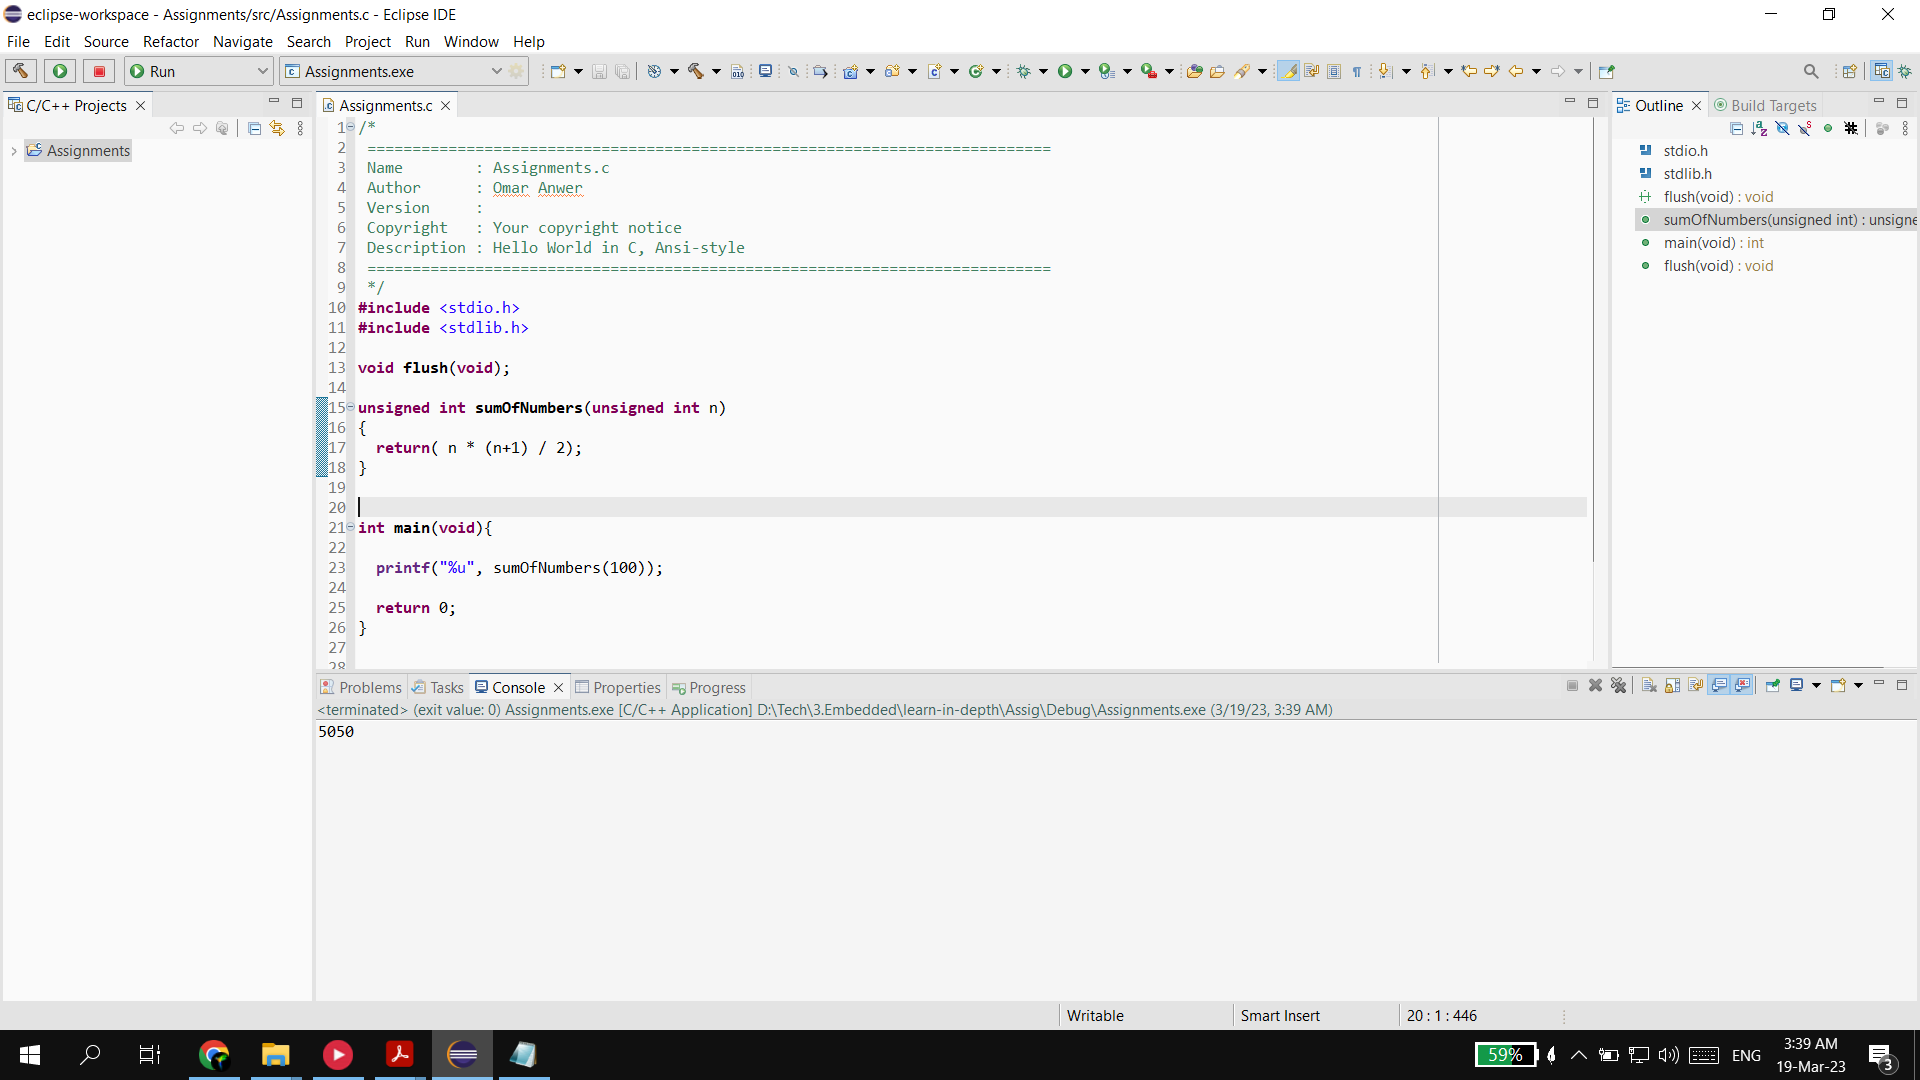 eclipse-workspace - Assignments/src/Assignments.c - Eclipse IDE
File Edit Source Refactor Navigate Search Project Run Window Help
Run
Assignments.exe
C/C++ Projects
Assignments
Assignments.c
1 /*
2 ============================================================================
3 Name : Assignments.c
4 Author : Omar Anwer
5 Version :
6 Copyright : Your copyright notice
7 Description : Hello World in C, Ansi-style
8 ============================================================================
9 */
10 #include <stdio.h>
11 #include <stdlib.h>
12
13 void flush(void);
14
15 unsigned int sumOfNumbers(unsigned int n)
16 {
17 return( n * (n+1) / 2);
18 }
19
20
21 int main(void){
22
23 printf("%u", sumOfNumbers(100));
24
25 return 0;
26 }
27
28
Outline Build Targets
stdio.h
stdlib.h
flush(void) : void
sumOfNumbers(unsigned int) : unsigne
main(void) : int
flush(void) : void
Problems Tasks Console Properties Progress
<terminated> (exit value: 0) Assignments.exe [C/C++ Application] D:\Tech\3.Embedded\learn-in-depth\Assig\Debug\Assignments.exe (3/19/23, 3:39 AM)
5050
Writable Smart Insert 20 : 1 : 446
59% ENG
3:39 AM
19-Mar-23
3